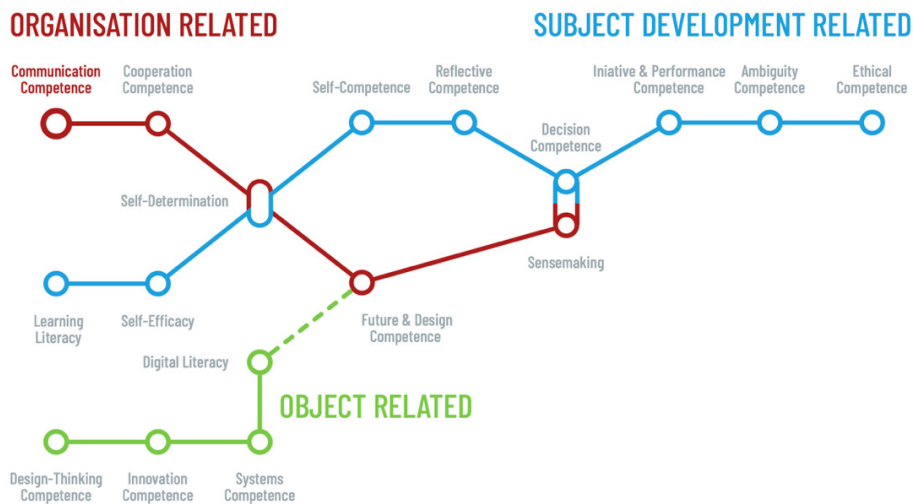 ORGANISATION RELATED
SUBJECT DEVELOPMENT RELATED
Communication
Competence
Cooperation
Competence
Self-Competence
Reflective
Competence
Iniative & Performance
Competence
Ambiguity
Competence
Ethical
Competence
Decision
Competence
Self-Determination
Sensemaking
Learning
Literacy
Self-Efficacy
Future & Design
Competence
Digital Literacy
OBJECT RELATED
Design-Thinking
Competence
Innovation
Competence
Systems
Competence